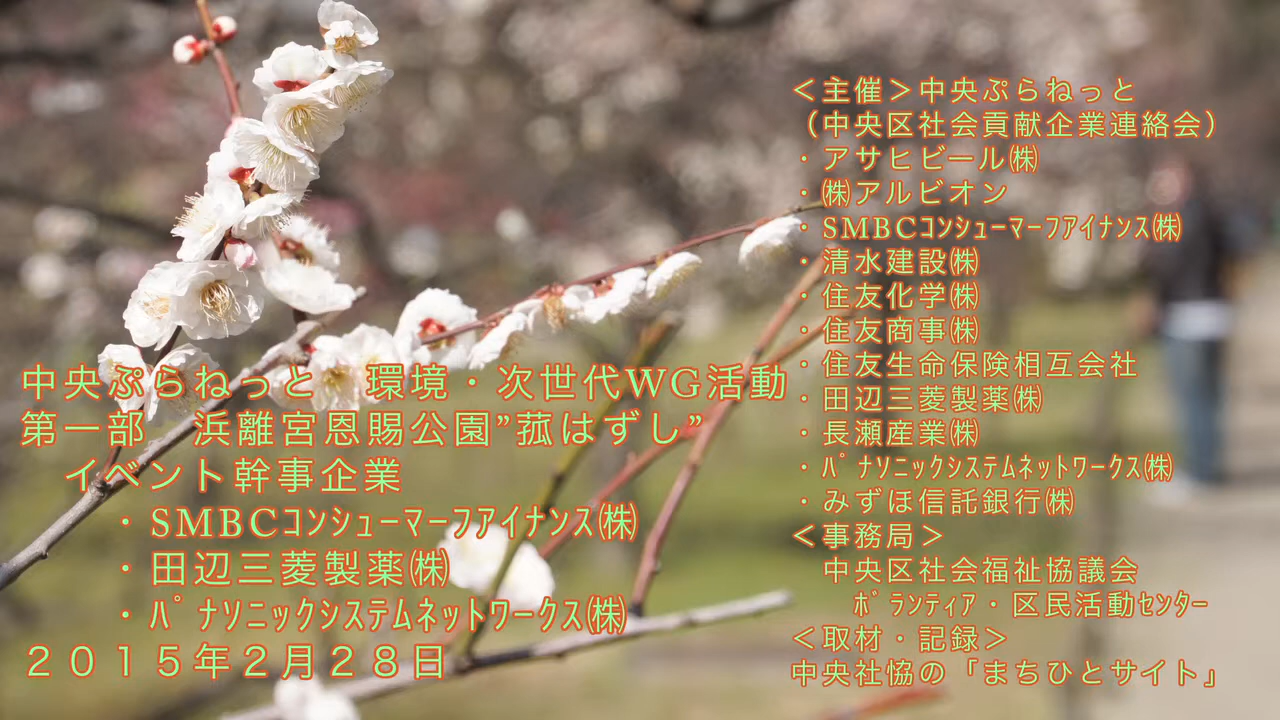 中央ぷらねっと　環境・次世代WG活動
第一部　浜離宮恩賜公園”菰はずし”
イベント幹事企業
・SMBCｺﾝｼｭｰﾏｰﾌｱｲﾅﾝｽ㈱
・田辺三菱製薬㈱
・ﾊﾟﾅｿﾆｯｸｼｽﾃﾑﾈｯﾄﾜｰｸｽ㈱
２０１５年２月２８日
＜主催＞中央ぷらねっと
（中央区社会貢献企業連絡会）
・アサヒビール㈱
・㈱アルビオン
・SMBCｺﾝｼｭｰﾏｰﾌｱｲﾅﾝｽ㈱
・清水建設㈱
・住友化学㈱
・住友商事㈱
・住友生命保険相互会社
・田辺三菱製薬㈱
・長瀬産業㈱
・ﾊﾟﾅｿﾆｯｸｼｽﾃﾑﾈｯﾄﾜｰｸｽ㈱
・みずほ信託銀行㈱
＜事務局＞
中央区社会福祉協議会
ﾎﾞﾗﾝﾃｨｱ・区民活動ｾﾝﾀｰ
＜取材・記録＞
中央社協の「まちひとサイト」